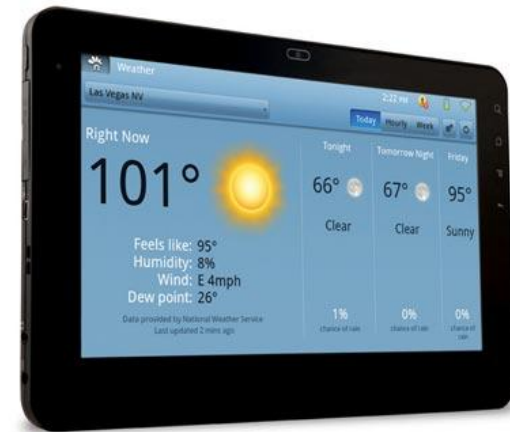 Weather
2:22 PM
Las Vegas NV
Today Hourly Week
Right Now
101°
Feels like: 95°
Humidity: 8%
Wind: E 4mph
Dew point: 26°
Data provided by National Weather Service
Last updated 2 mins ago
Tonight
66°
Clear
1%
chance of rain
Tomorrow Night
67°
Clear
0%
chance of rain
Friday
95°
Sunny
0%
chance of
rain